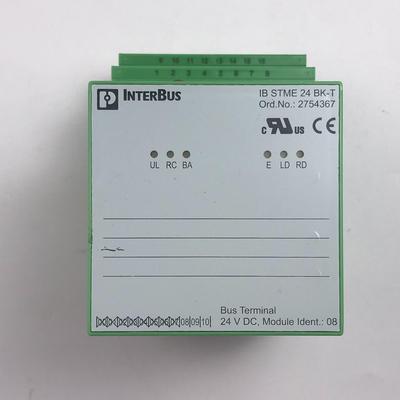 9 10 11 12 13 14 15 16
1 2 3 4 5 6 7 8
INTERBUS
IB STME 24 BK-T
Ord.No.: 2754367
C RU US CE
UL RC BA E LD RD
Bus Terminal
08|09|10|
24 V DC, Module Ident.: 08